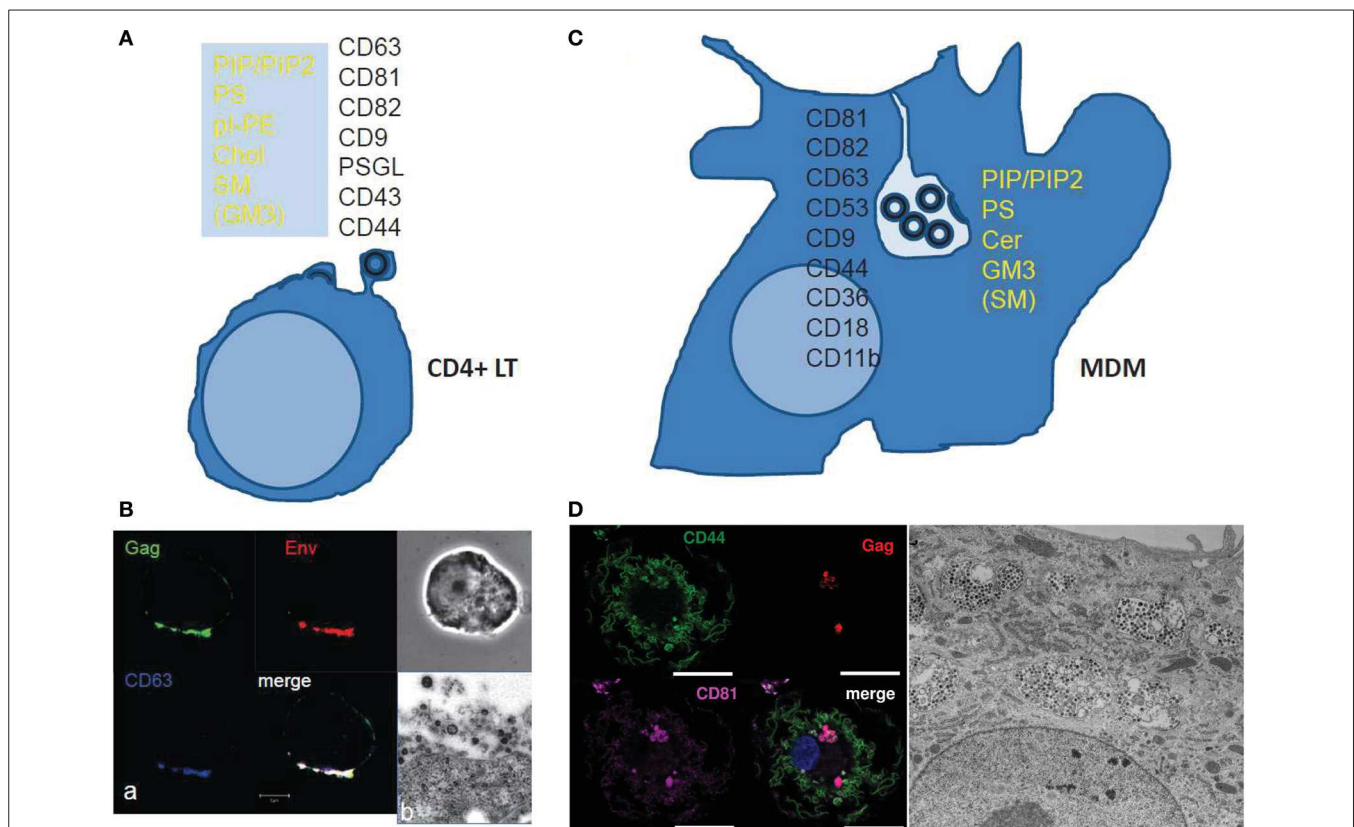 A
PIP/PIP2
PS
pl-PE
Chol
SM
(GM3)
CD63
CD81
CD82
CD9
PSGL
CD43
CD44
CD4+ LT
C
CD81
CD82
CD63
CD53
CD9
CD44
CD36
CD18
CD11b
PIP/PIP2
PS
Cer
GM3
(SM)
MDM
B
Gag
Env
CD63
merge
a
b
D
CD44
Gag
CD81
merge